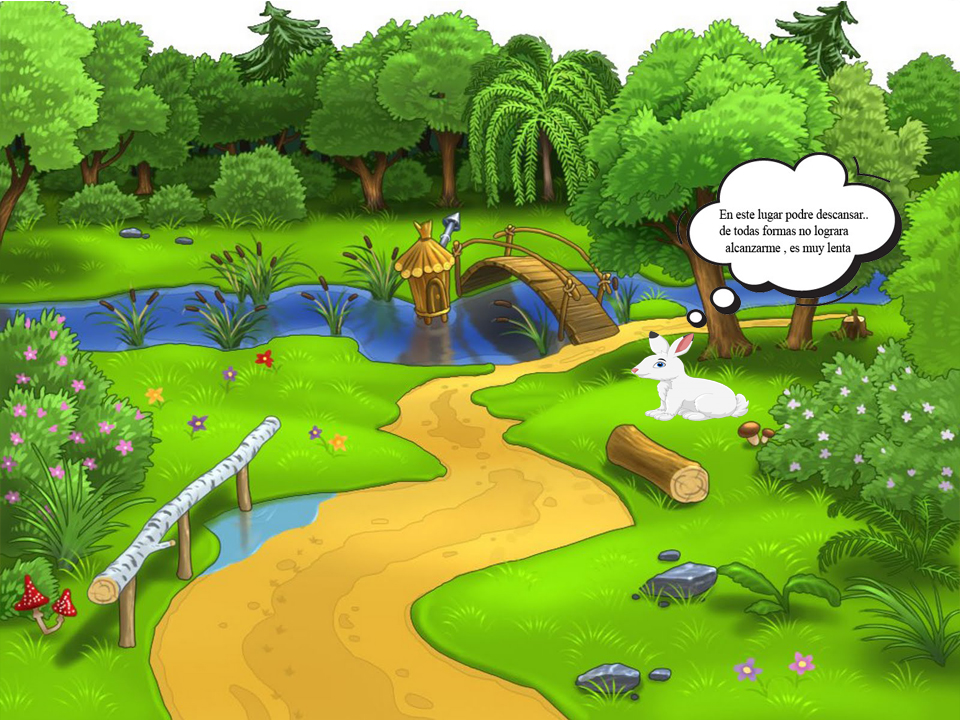 En este lugar podre descansar..
de todas formas no lograra
alcanzarme , es muy lenta